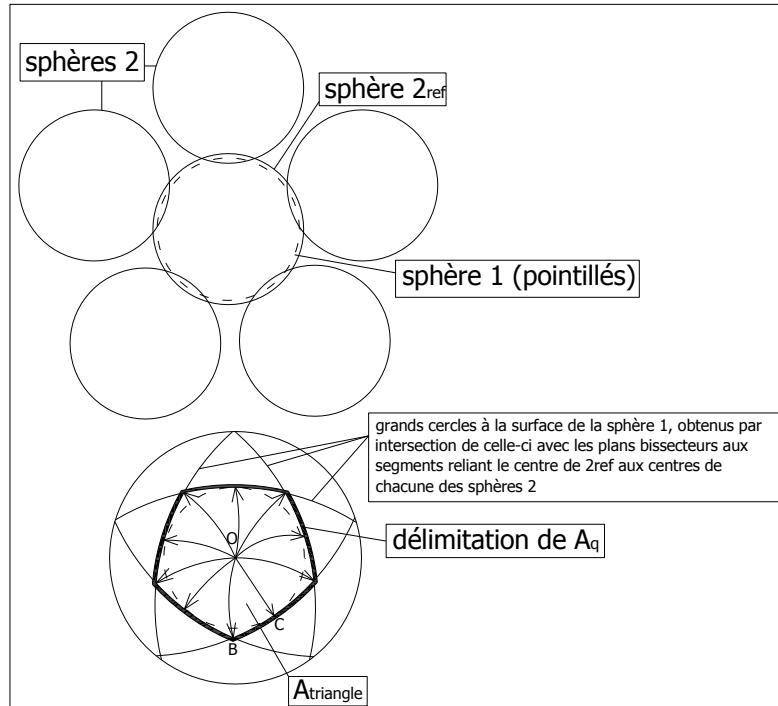 sphères 2
sphère 2ref
sphère 1 (pointillés)
grands cercles à la surface de la sphère 1, obtenus par
intersection de celle-ci avec les plans bissecteurs aux
segments reliant le centre de 2ref aux centres de
chacune des sphères 2
délimitation de Aq
O
C
B
Atriangle